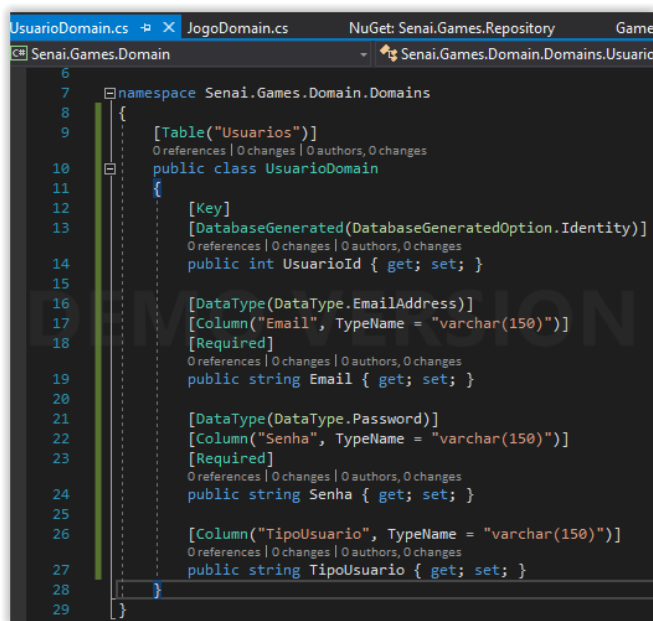 UsuarioDomain.cs JogoDomain.cs NuGet: Senai.Games.Repository Game
C# Senai.Games.Domain Senai.Games.Domain.Domains.Usuario
6
7 namespace Senai.Games.Domain.Domains
8 {
9 [Table("Usuarios")]
0 references | 0 changes | 0 authors, 0 changes
10 public class UsuarioDomain
11 {
12 [Key]
13 [DatabaseGenerated(DatabaseGeneratedOption.Identity)]
0 references | 0 changes | 0 authors, 0 changes
14 public int UsuarioId { get; set; }
15
16 [DataType(DataType.EmailAddress)]
17 [Column("Email", TypeName = "varchar(150)")]
DEMO VERSION
18 [Required]
0 references | 0 changes | 0 authors, 0 changes
19 public string Email { get; set; }
20
21 [DataType(DataType.Password)]
22 [Column("Senha", TypeName = "varchar(150)")]
23 [Required]
0 references | 0 changes | 0 authors, 0 changes
24 public string Senha { get; set; }
25
26 [Column("TipoUsuario", TypeName = "varchar(150)")]
0 references | 0 changes | 0 authors, 0 changes
27 public string TipoUsuario { get; set; }
28 }
29 }